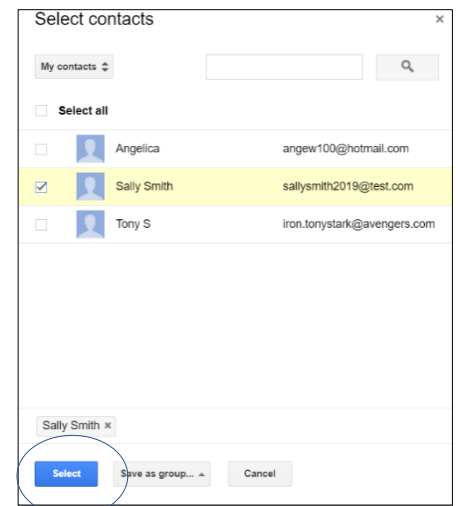 Select contacts ×
My contacts
Select all
Angelica angew100@hotmail.com
Sally Smith sallysmith2019@test.com
Tony S iron.tonystark@avengers.com
Sally Smith ×
Select Save as group... Cancel